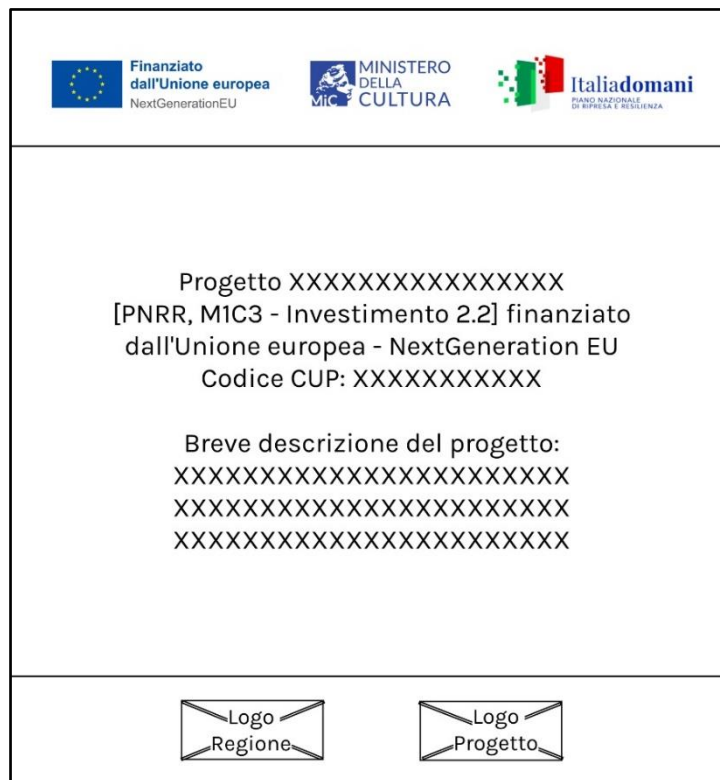 Finanziato
dall'Unione europea
NextGenerationEU
MiC
MINISTERO
DELLA
CULTURA
Italiadomani
PIANO NAZIONALE
DI RIPRESA E RESILIENZA
Progetto XXXXXXXXXXXXXXXX
[PNRR, M1C3 - Investimento 2.2] finanziato
dall'Unione europea - NextGeneration EU
Codice CUP: XXXXXXXXXXX
Breve descrizione del progetto:
XXXXXXXXXXXXXXXXXXXXXXX
XXXXXXXXXXXXXXXXXXXXXXX
XXXXXXXXXXXXXXXXXXXXXXX
Logo
Regione
Logo
Progetto